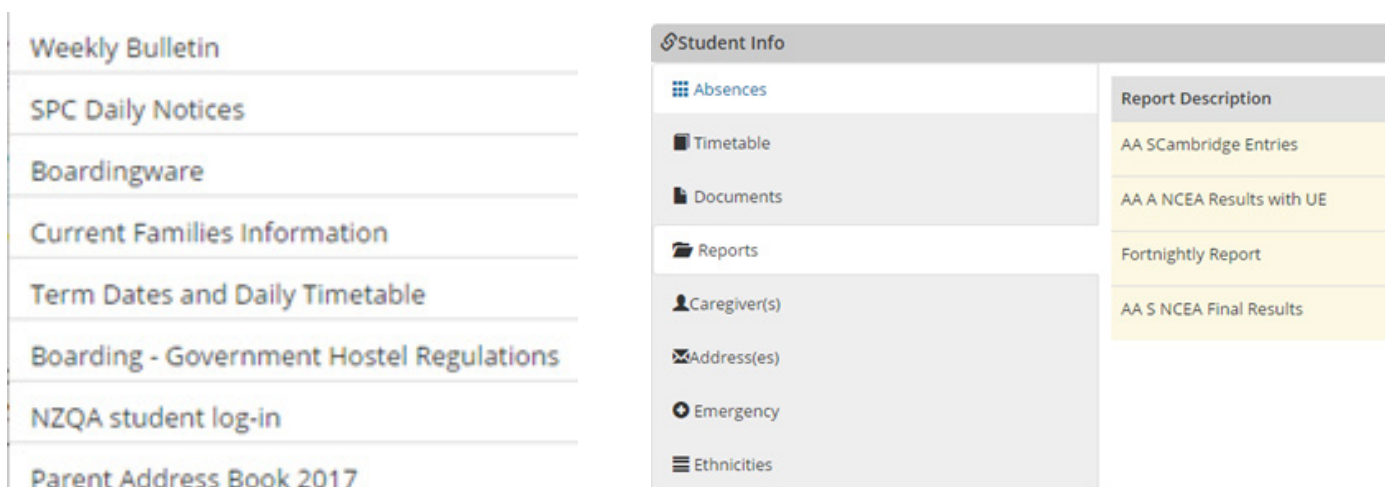 Weekly Bulletin
SPC Daily Notices
Boardingware
Current Families Information
Term Dates and Daily Timetable
Boarding - Government Hostel Regulations
NZQA student log-in
Parent Address Book 2017
Student Info
Absences
Timetable
Documents
Reports
Caregiver(s)
Address(es)
Emergency
Ethnicities
Report Description
AA SCambridge Entries
AA A NCEA Results with UE
Fortnightly Report
AA S NCEA Final Results